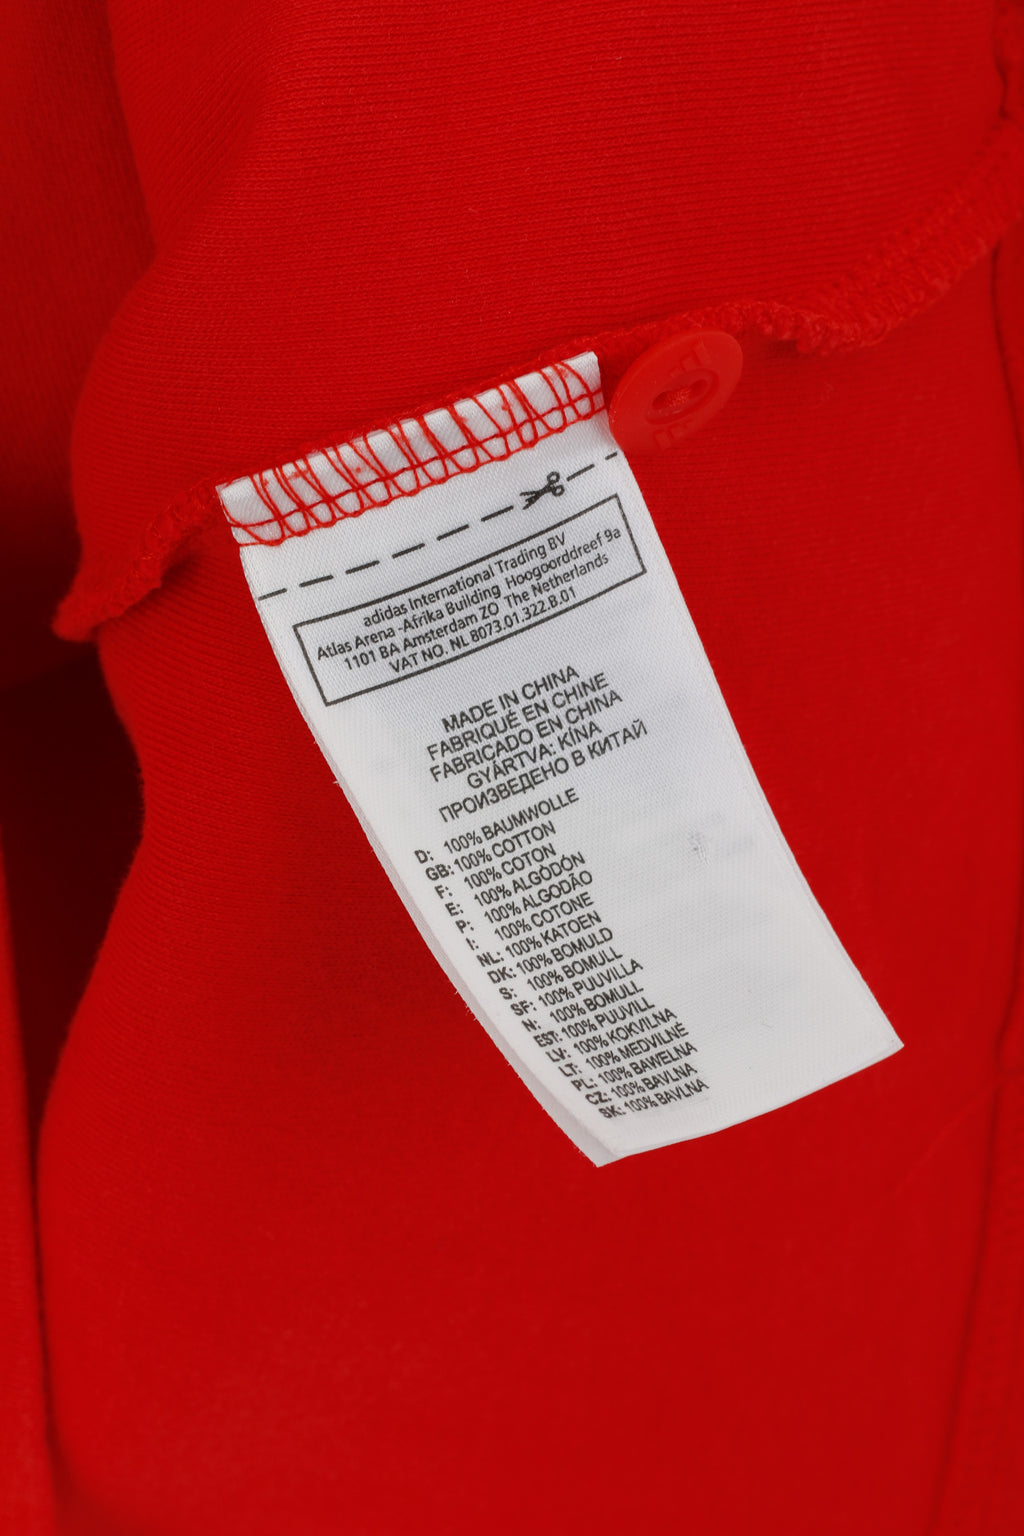 adidas International Trading BV
Atlas Arena -Afrika Building Hoogoorddreef 9a
1101 BA Amsterdam ZO The Netherlands
VAT NO. NL 8073.01.322.B.01
MADE IN CHINA
FABRIQUÉ EN CHINE
FABRICADO EN CHINA
GYÁRTVA: KÍNA
ПРОИЗВЕДЕНО В КИТАЙ
D: 100% BAUMWOLLE
GB: 100% COTTON
F: 100% COTON
E: 100% ALGÒDÓN
P: 100% ALGODÃO
I: 100% COTONE
NL: 100% KATOEN
DK: 100% BOMULD
S: 100% BOMULL
SF: 100% PUUVILLA
N: 100% BOMULL
EST: 100% PUUVILL
LV: 100% KOKVILNA
LT: 100% MEDVILNĖ
PL: 100% BAWELNA
CZ: 100% BAVLNA
SK: 100% BAVLNA